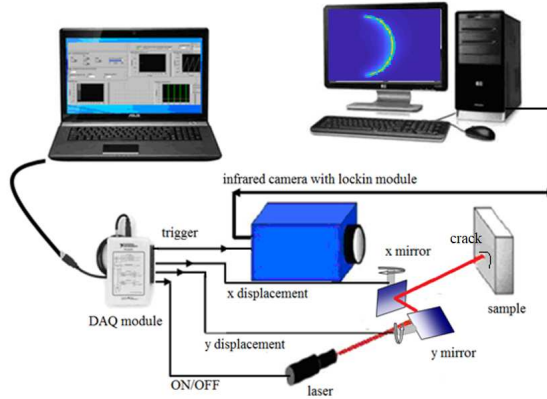 infrared camera with lockin module
trigger
x mirror
crack
x displacement
sample
DAQ module
y displacement
y mirror
ON/OFF
laser